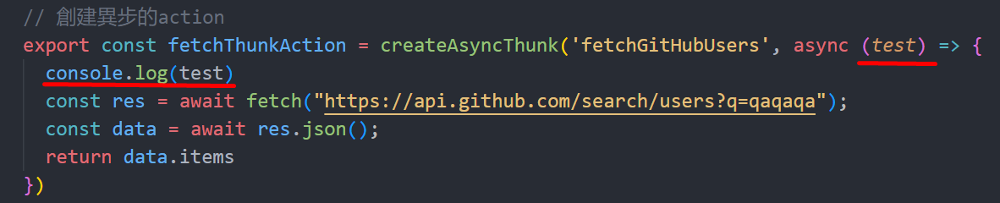 // 創建異步的action
export const fetchThunkAction = createAsyncThunk('fetchGitHubUsers', async (test) => {
console.log(test)
const res = await fetch("https://api.github.com/search/users?q=qaqaqa");
const data = await res.json();
return data.items
})